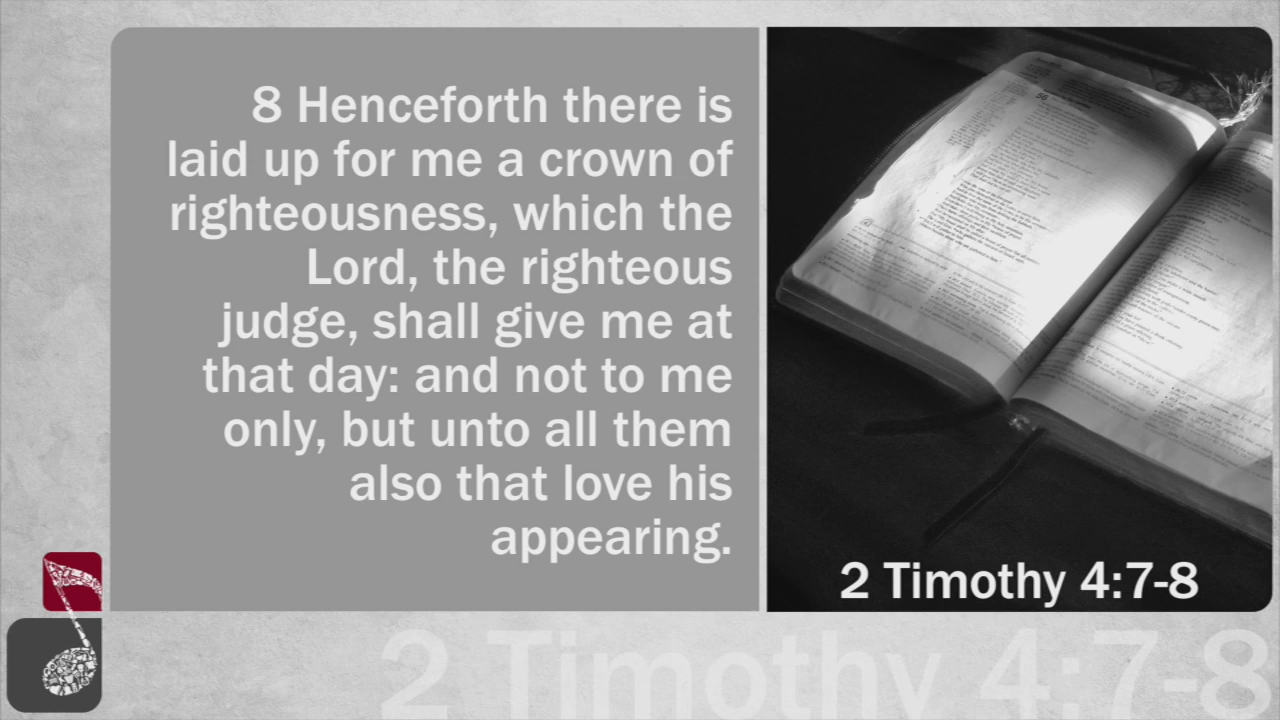 8 Henceforth there is
laid up for me a crown of
righteousness, which the
Lord, the righteous
judge, shall give me at
that day: and not to me
only, but unto all them
also that love his
appearing.
56
2 Timothy 4:7-8
2 Timothy 4:7-8